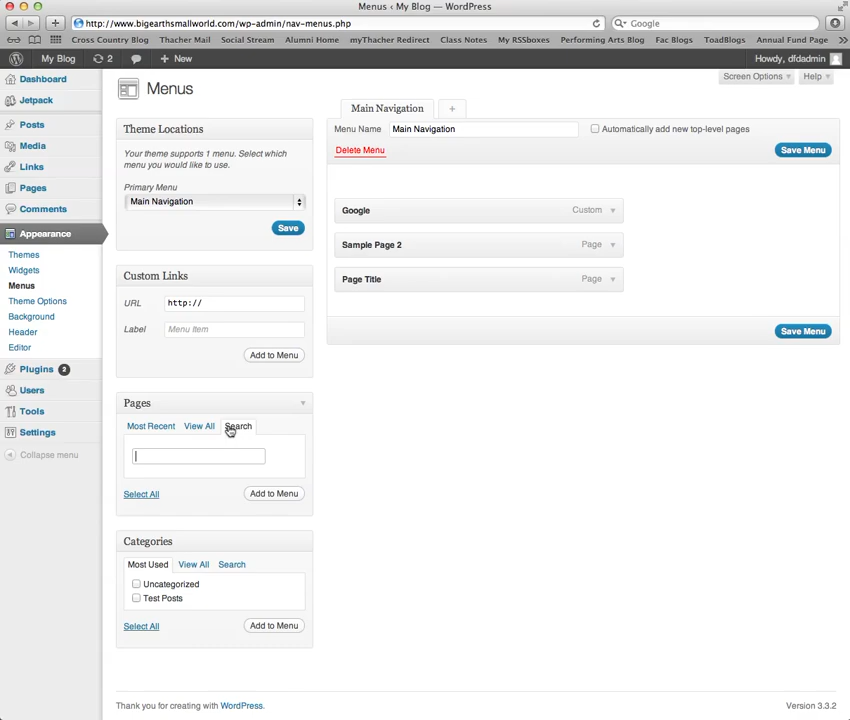 Menus ‹ My Blog — WordPress
http://www.bigearthsmallworld.com/wp-admin/nav-menus.php
Google
Cross Country Blog Thacher Mail Social Stream Alumni Home myThacher Redirect Class Notes My RSSboxes Performing Arts Blog Fac Blogs ToadBlogs Annual Fund Page
My Blog 2 + New Howdy, dfdadmin
Screen Options Help
Dashboard
Jetpack
Posts
Media
Links
Pages
Comments
Appearance
Themes
Widgets
Menus
Theme Options
Background
Header
Editor
Plugins 2
Users
Tools
Settings
Collapse menu
Menus
Theme Locations
Your theme supports 1 menu. Select which
menu you would like to use.
Primary Menu
Main Navigation
Save
Custom Links
URL http://
Label Menu Item
Add to Menu
Pages
Most Recent View All Search
Select All Add to Menu
Categories
Most Used View All Search
Uncategorized
Test Posts
Select All Add to Menu
Main Navigation +
Menu Name Main Navigation Automatically add new top-level pages
Delete Menu Save Menu
Google Custom
Sample Page 2 Page
Page Title Page
Save Menu
Thank you for creating with WordPress. Version 3.3.2